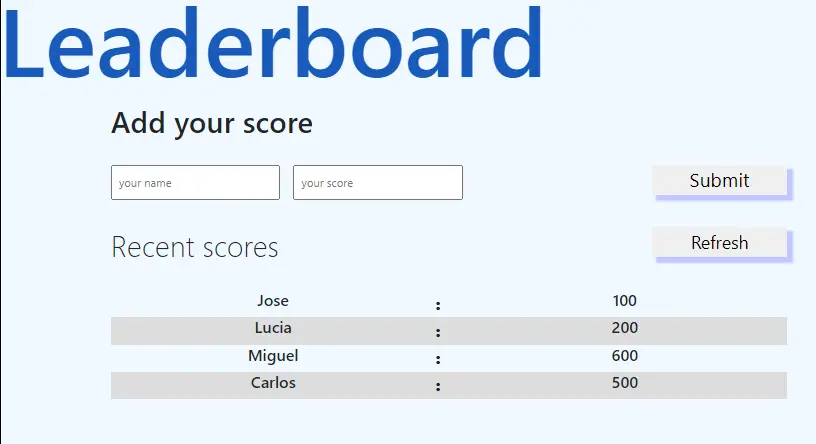 Leaderboard
Add your score
your name your score Submit
Recent scores Refresh
Jose : 100
Lucia : 200
Miguel : 600
Carlos : 500